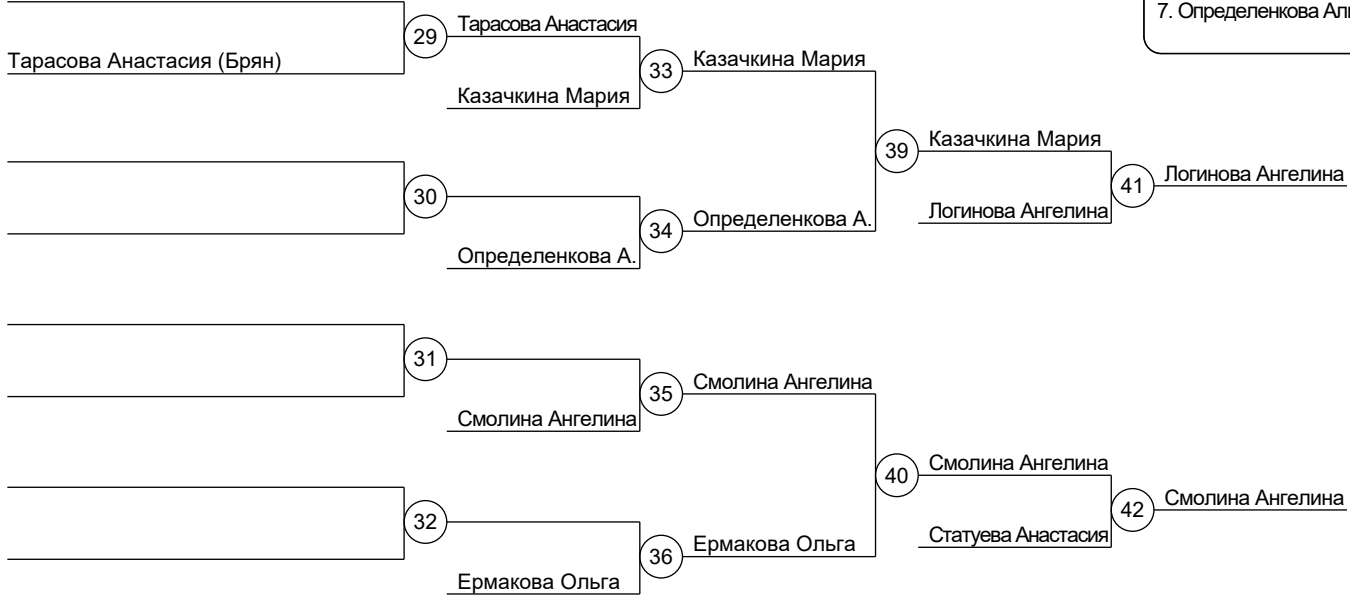 7. Определенкова
29
Тарасова Анастасия
Тарасова Анастасия (Брян)
33
Казачкина Мария
Казачкина Мария
39
Казачкина Мария
41
Логинова Ангелина
30
Логинова Ангелина
34
Определенкова А.
Определенкова А.
31
35
Смолина Ангелина
Смолина Ангелина
40
Смолина Ангелина
42
Смолина Ангелина
32
Статуева Анастасия
36
Ермакова Ольга
Ермакова Ольга